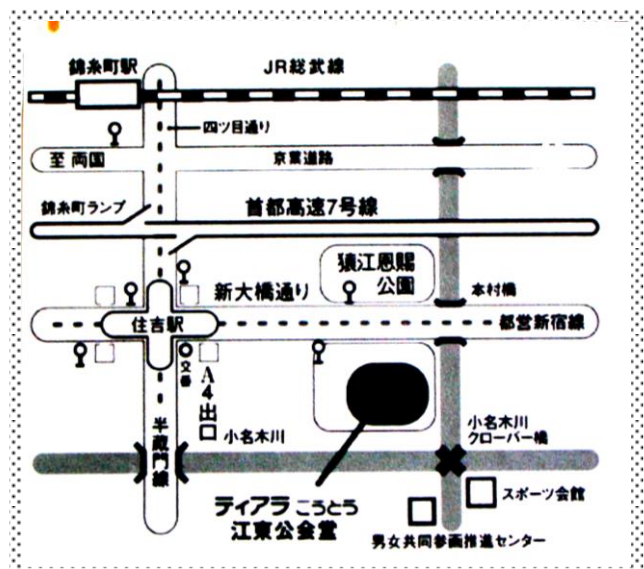 錦糸町駅
JR総武線
四ツ目通り
至 両国
京葉道路
錦糸町ランプ
首都高速7号線
猿江恩賜
公園
新大橋通り
本村橋
住吉駅
都営新宿線
交番
A4出口
半蔵門線
小名木川
小名木川
クローバー橋
ティアラこうとう
江東公会堂
スポーツ会館
男女共同参画推進センター